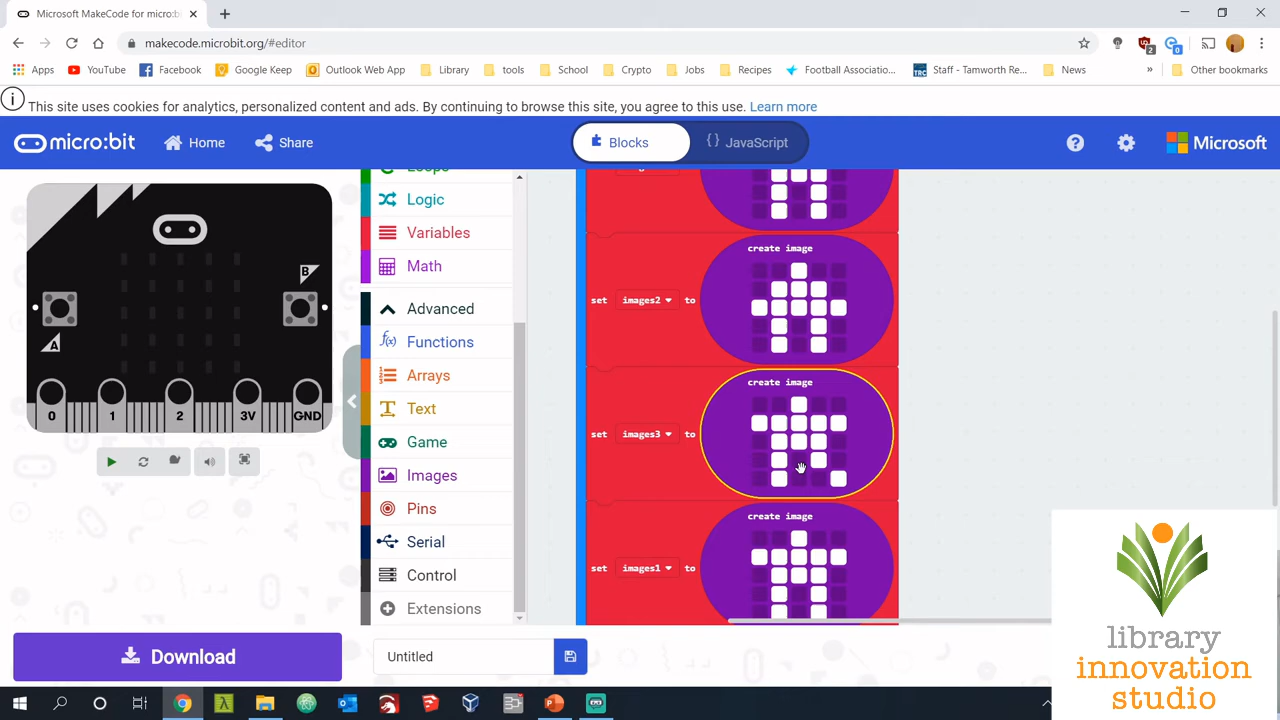 Microsoft MakeCode for micro:b
makecode.microbit.org/#editor
2
0
Apps YouTube Facebook Google Keep Outlook Web App Library tools School Crypto Jobs Recipes Football Associatio... Staff - Tamworth Re... News » Other bookmarks
This site uses cookies for analytics, personalized content and ads. By continuing to browse this site, you agree to this use. Learn more
micro:bit Home Share Blocks {} JavaScript ? Microsoft
Logic
Variables
Math
Advanced
Functions
Arrays
Text
Game
Images
Pins
Serial
Control
Extensions
A
B
0 1 2 3V GND
create image
set images2 to
create image
set images3 to
create image
set images1 to
Download
Untitled
library
innovation
studio